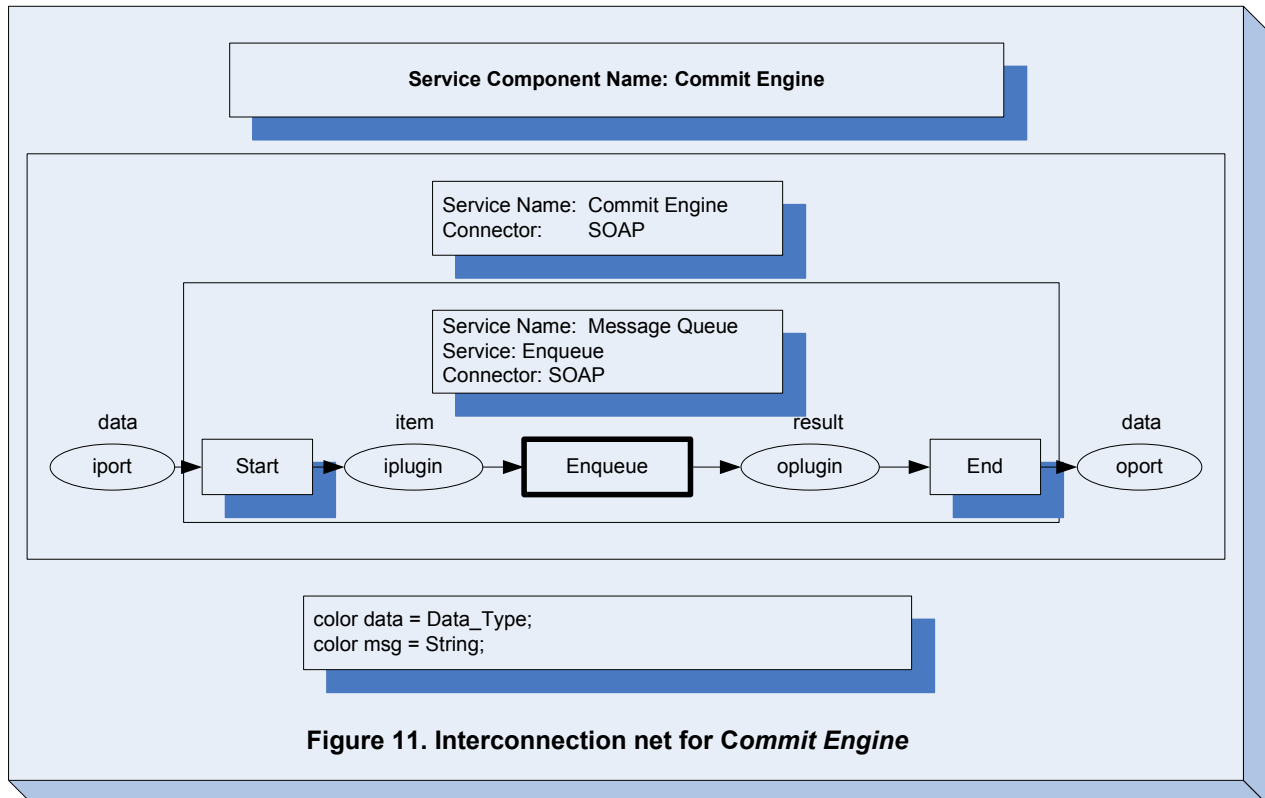 Service Component Name: Commit Engine
Service Name: Commit Engine
Connector: SOAP
Service Name: Message Queue
Service: Enqueue
Connector: SOAP
data item result data
iport Start iplugin Enqueue oplugin End oport
color data = Data_Type;
color msg = String;
Figure 11. Interconnection net for Commit Engine